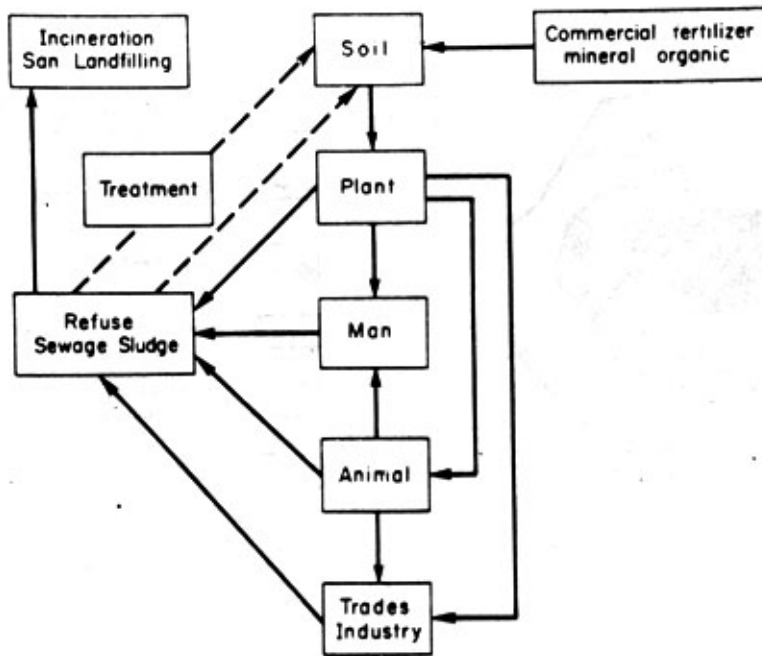 Incineration
San Landfilling
Soil
Commercial fertilizer
mineral organic
Treatment
Plant
Refuse
Sewage Sludge
Man
Animal
Trades
Industry